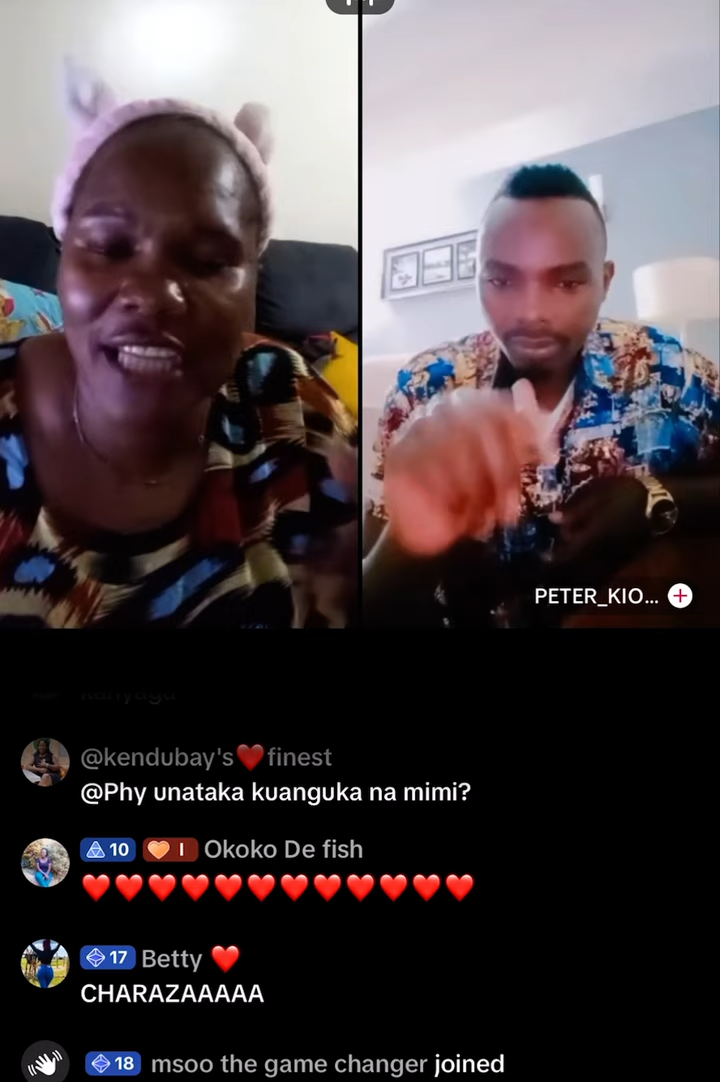 PETER_KIO...
@kendubay's❤️finest
@Phy unataka kuanguka na mimi?
10 I Okoko De fish
❤️❤️❤️❤️❤️❤️❤️❤️❤️❤️❤️❤️
17 Betty ❤️
CHARAZAAAAA
18 msoo the game changer joined